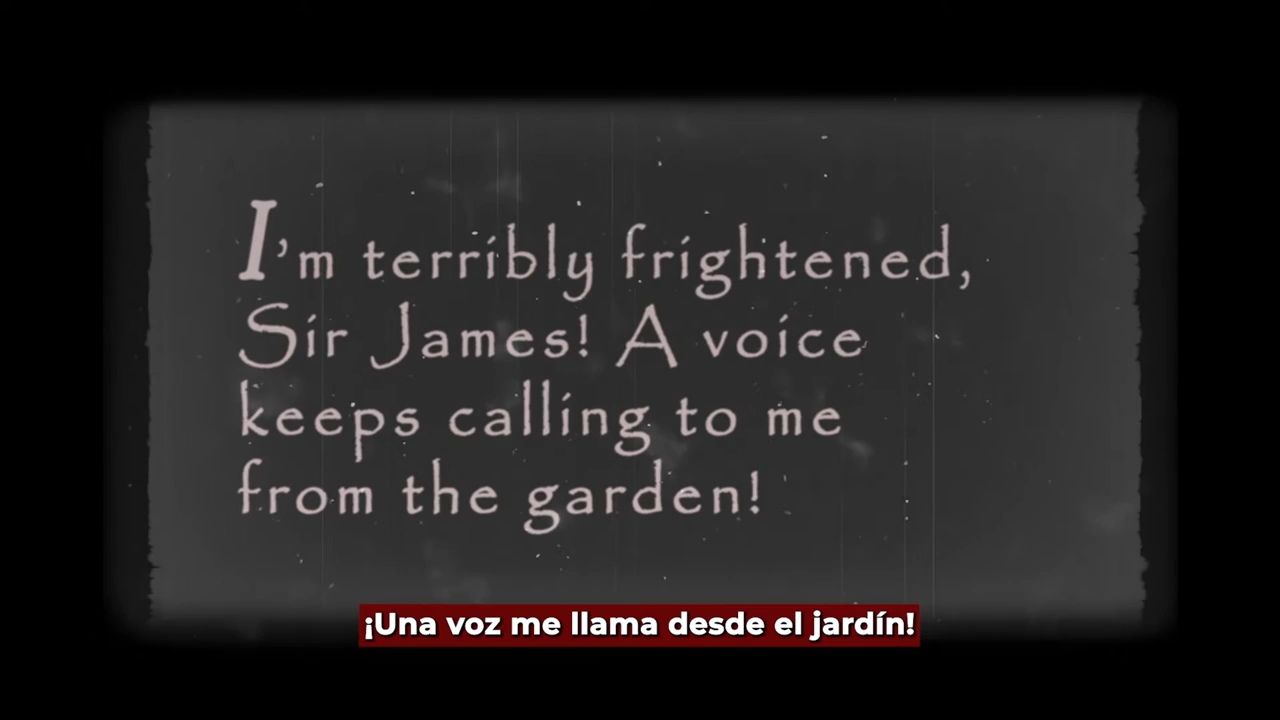 I'm terribly frightened,
Sir James! A voice
keeps calling to me
from the garden!
¡Una voz me llama desde el jardín!